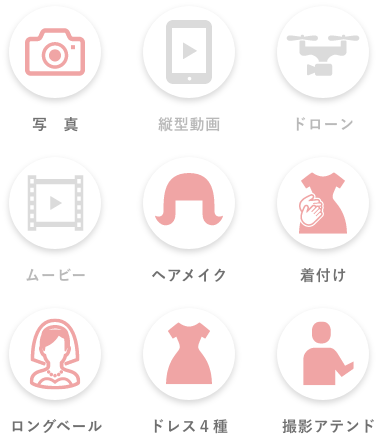 写　真
縦型動画
ドローン
ムービー
ヘアメイク
着付け
ロングベール
ドレス４種
撮影アテンド